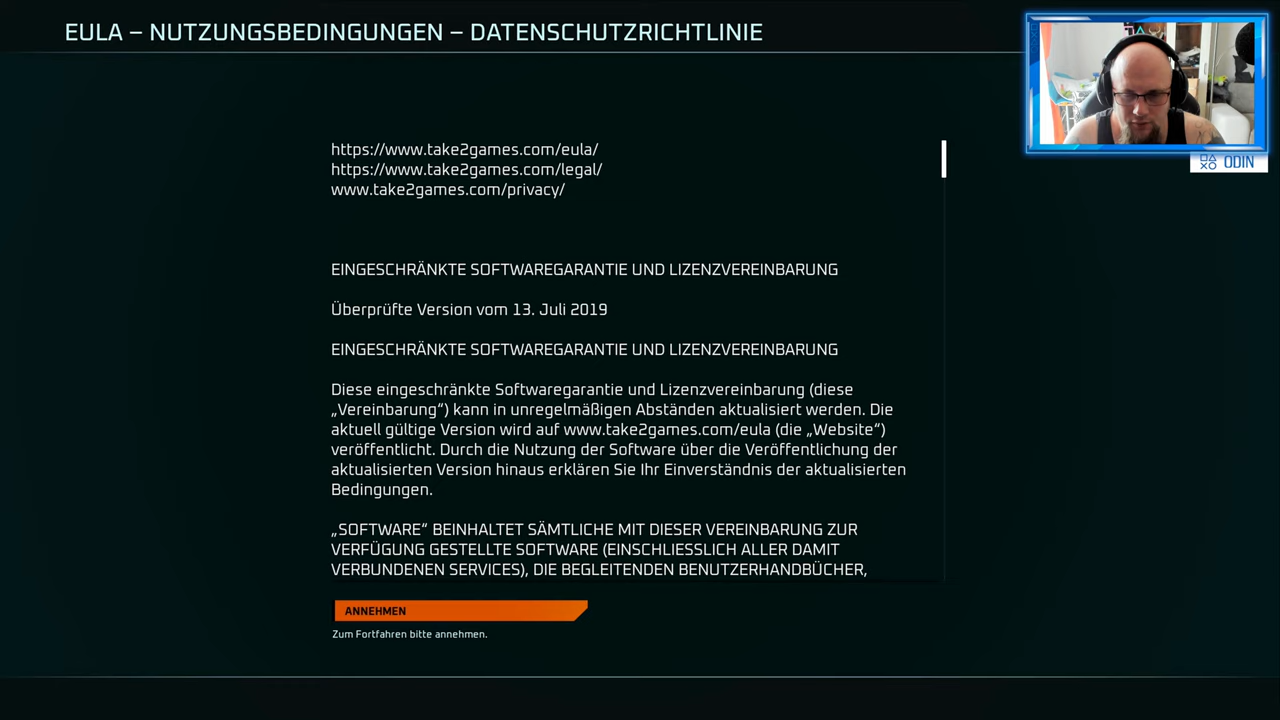 EULA – NUTZUNGSBEDINGUNGEN – DATENSCHUTZRICHTLINIE
ODIN
https://www.take2games.com/eula/
https://www.take2games.com/legal/
www.take2games.com/privacy/
EINGESCHRÄNKTE SOFTWAREGARANTIE UND LIZENZVEREINBARUNG
Überprüfte Version vom 13. Juli 2019
EINGESCHRÄNKTE SOFTWAREGARANTIE UND LIZENZVEREINBARUNG
Diese eingeschränkte Softwaregarantie und Lizenzvereinbarung (diese
„Vereinbarung“) kann in unregelmäßigen Abständen aktualisiert werden. Die
aktuell gültige Version wird auf www.take2games.com/eula (die „Website“)
veröffentlicht. Durch die Nutzung der Software über die Veröffentlichung der
aktualisierten Version hinaus erklären Sie Ihr Einverständnis der aktualisierten
Bedingungen.
„SOFTWARE“ BEINHALTET SÄMTLICHE MIT DIESER VEREINBARUNG ZUR
VERFÜGUNG GESTELLTE SOFTWARE (EINSCHLIESSLICH ALLER DAMIT
VERBUNDENEN SERVICES), DIE BEGLEITENDEN BENUTZERHANDBÜCHER,
ANNEHMEN
Zum Fortfahren bitte annehmen.